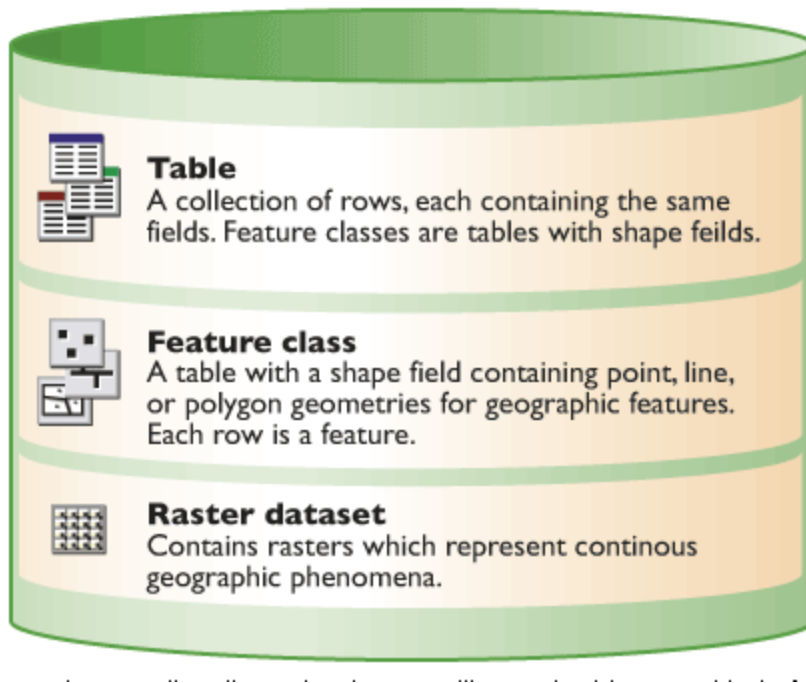 Table
A collection of rows, each containing the same
fields. Feature classes are tables with shape feilds.
Feature class
A table with a shape field containing point, line,
or polygon geometries for geographic features.
Each row is a feature.
Raster dataset
Contains rasters which represent continous
geographic phenomena.